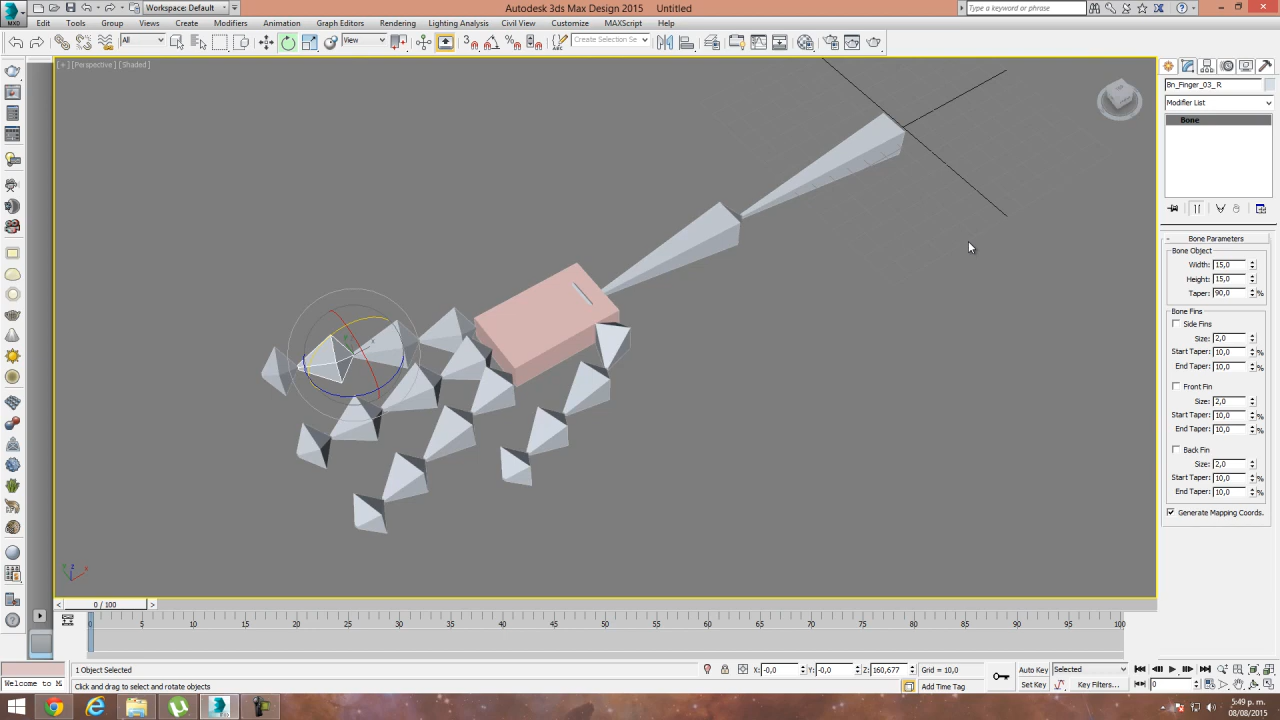 Workspace: Default
Autodesk 3ds Max Design 2015 Untitled
Type a keyword or phrase
MXD
Edit Tools Group Views Create Modifiers Animation Graph Editors Rendering Lighting Analysis Civil View Customize MAXScript Help
All
View
Create Selection Se
[+] [Perspective] [Shaded]
Bn_Finger_03_R
Modifier List
Bone
- Bone Parameters
Bone Object
Width: 15,0
Height: 15,0
Taper: 90,0 %
Bone Fins
Side Fins
Size: 2,0
Start Taper: 10,0 %
End Taper: 10,0 %
Front Fin
Size: 2,0
Start Taper: 10,0 %
End Taper: 10,0 %
Back Fin
Size: 2,0
Start Taper: 10,0 %
End Taper: 10,0 %
Generate Mapping Coords.
< 0 / 100 >
0 5 10 15 20 25 30 35 40 45 50 55 60 65 70 75 80 85 90 95 100
1 Object Selected X: -0,0 Y: -0,0 Z: 160,677 Grid = 10,0 Auto Key Selected
Welcome to M Click and drag to select and rotate objects Add Time Tag Set Key Key Filters... 0
5:49 p. m.
08/08/2015